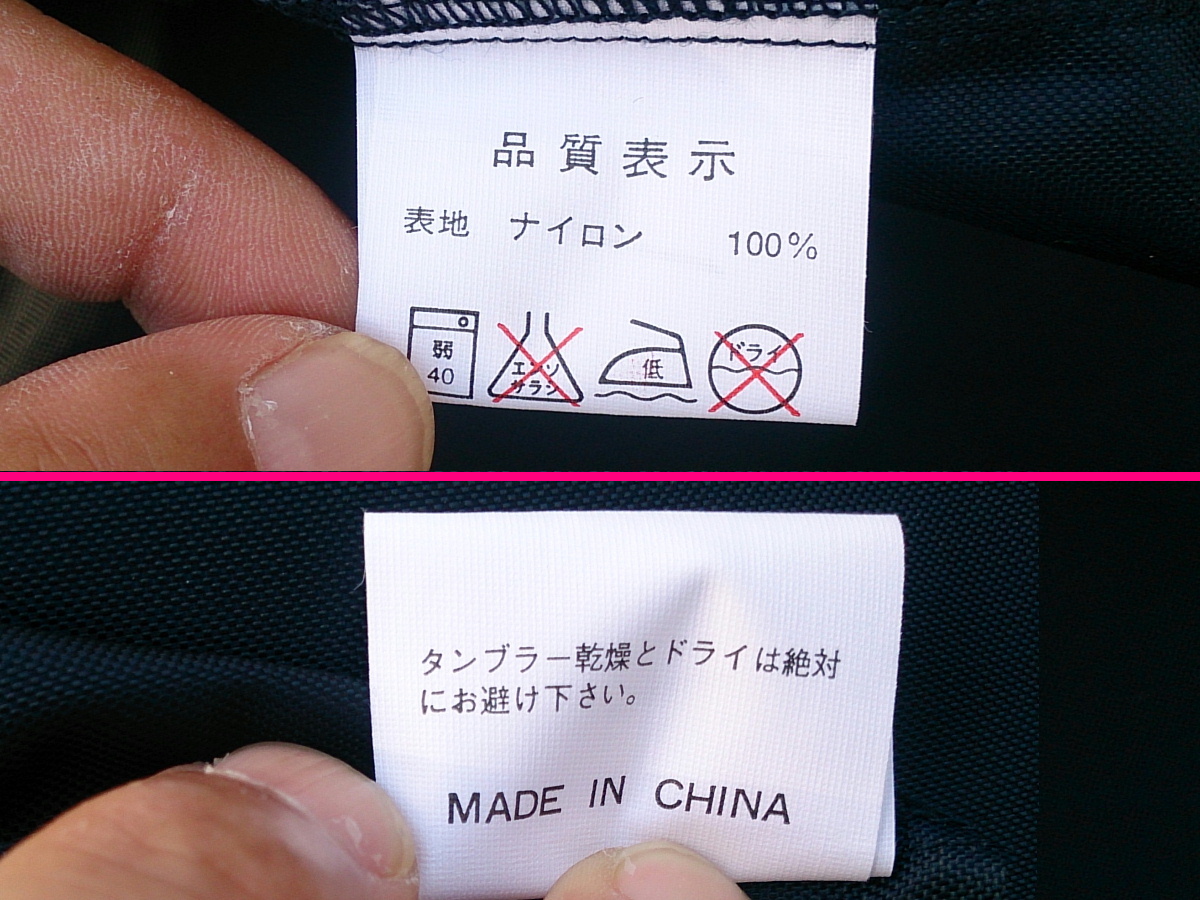 品質表示
表地 ナイロン 100%
弱
40
エンソ
サラシ
低
ドライ
タンブラー乾燥とドライは絶対
にお避け下さい。
MADE IN CHINA